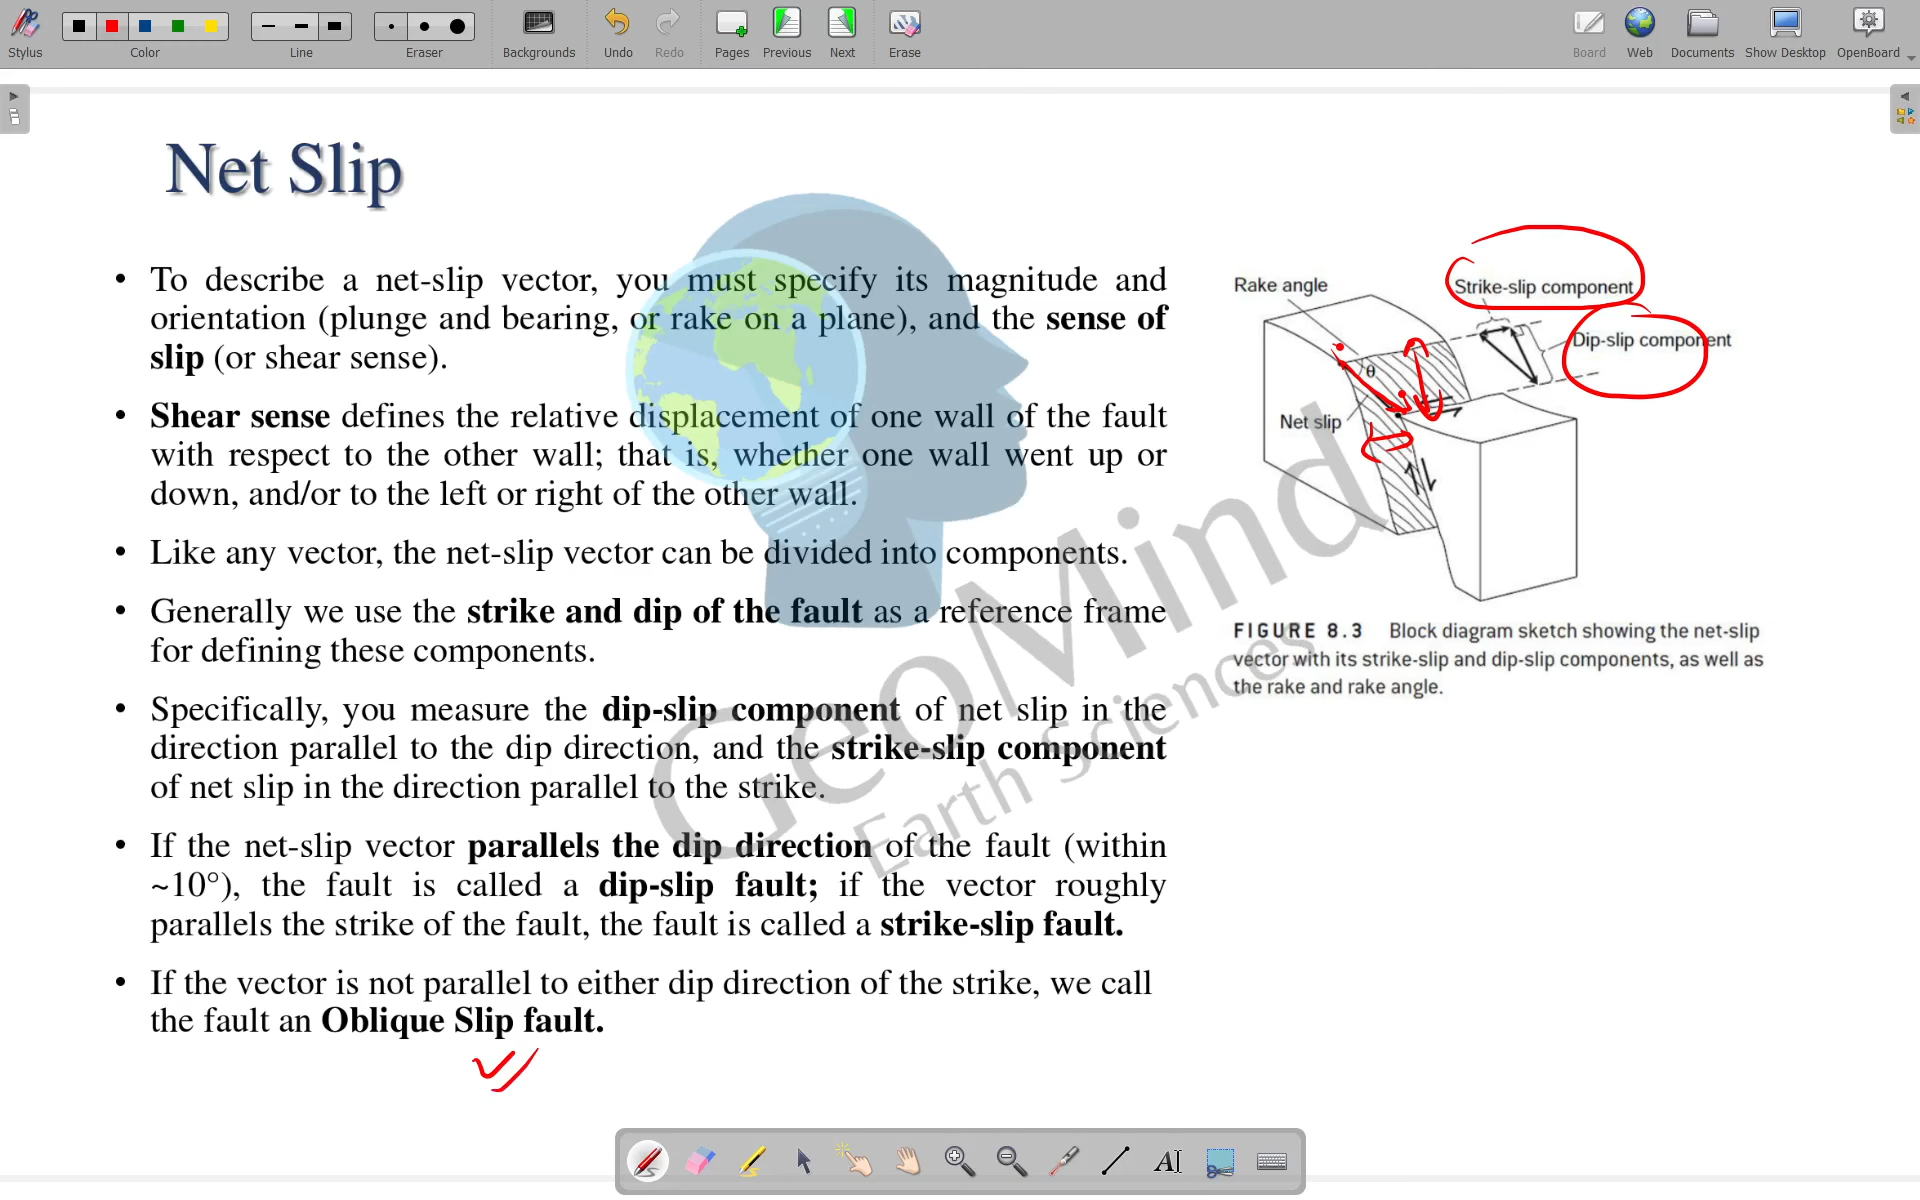 Stylus
Color
Line
Eraser
Backgrounds
Undo
Redo
Pages
Previous
Next
Erase
Board
Web
Documents
Show Desktop
OpenBoard
Net Slip
• To describe a net-slip vector, you must specify its magnitude and
orientation (plunge and bearing, or rake on a plane), and the sense of
slip (or shear sense).
• Shear sense defines the relative displacement of one wall of the fault
with respect to the other wall; that is, whether one wall went up or
down, and/or to the left or right of the other wall.
• Like any vector, the net-slip vector can be divided into components.
• Generally we use the strike and dip of the fault as a reference frame
for defining these components.
• Specifically, you measure the dip-slip component of net slip in the
direction parallel to the dip direction, and the strike-slip component
of net slip in the direction parallel to the strike.
• If the net-slip vector parallels the dip direction of the fault (within
~10°), the fault is called a dip-slip fault; if the vector roughly
parallels the strike of the fault, the fault is called a strike-slip fault.
• If the vector is not parallel to either dip direction of the strike, we call
the fault an Oblique Slip fault.
Rake angle
Strike-slip component
Dip-slip component
θ
Net slip
FIGURE 8.3 Block diagram sketch showing the net-slip
vector with its strike-slip and dip-slip components, as well as
the rake and rake angle.
GeoMind
Earth Sciences
AI